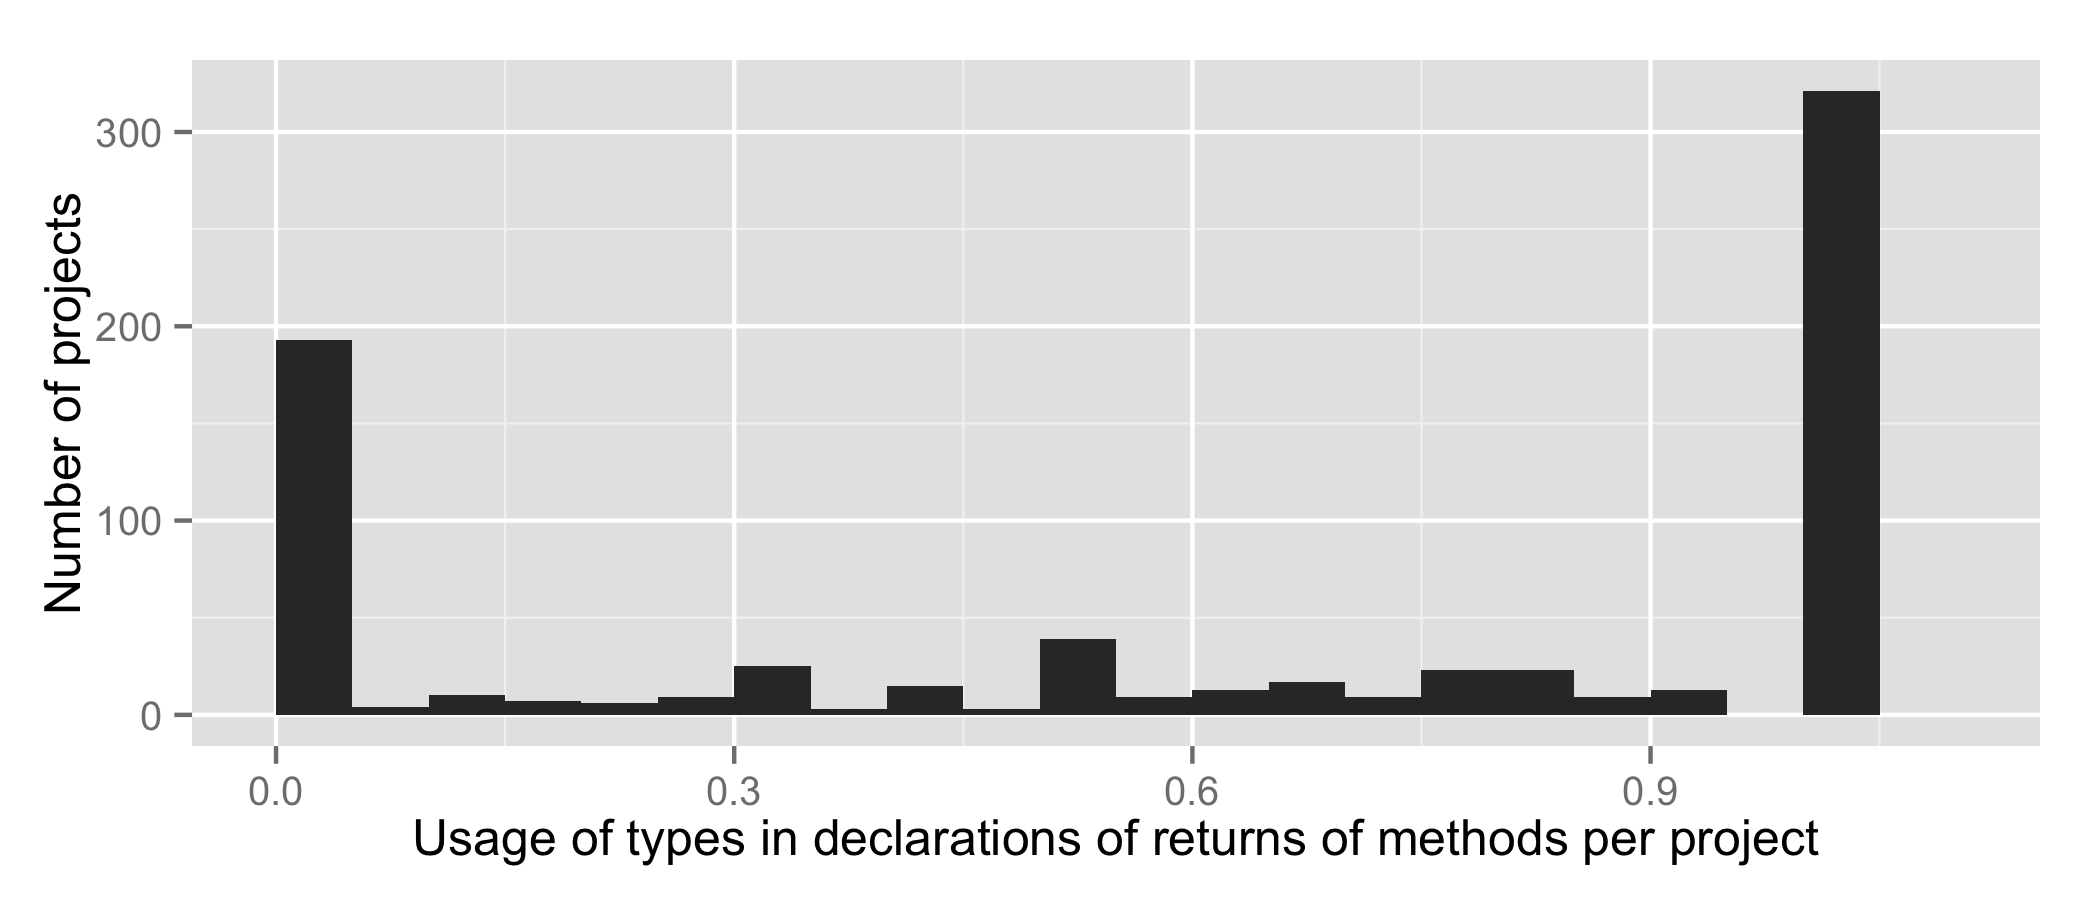 Number of projects
300
200
100
0
0.0 0.3 0.6 0.9
Usage of types in declarations of returns of methods per project